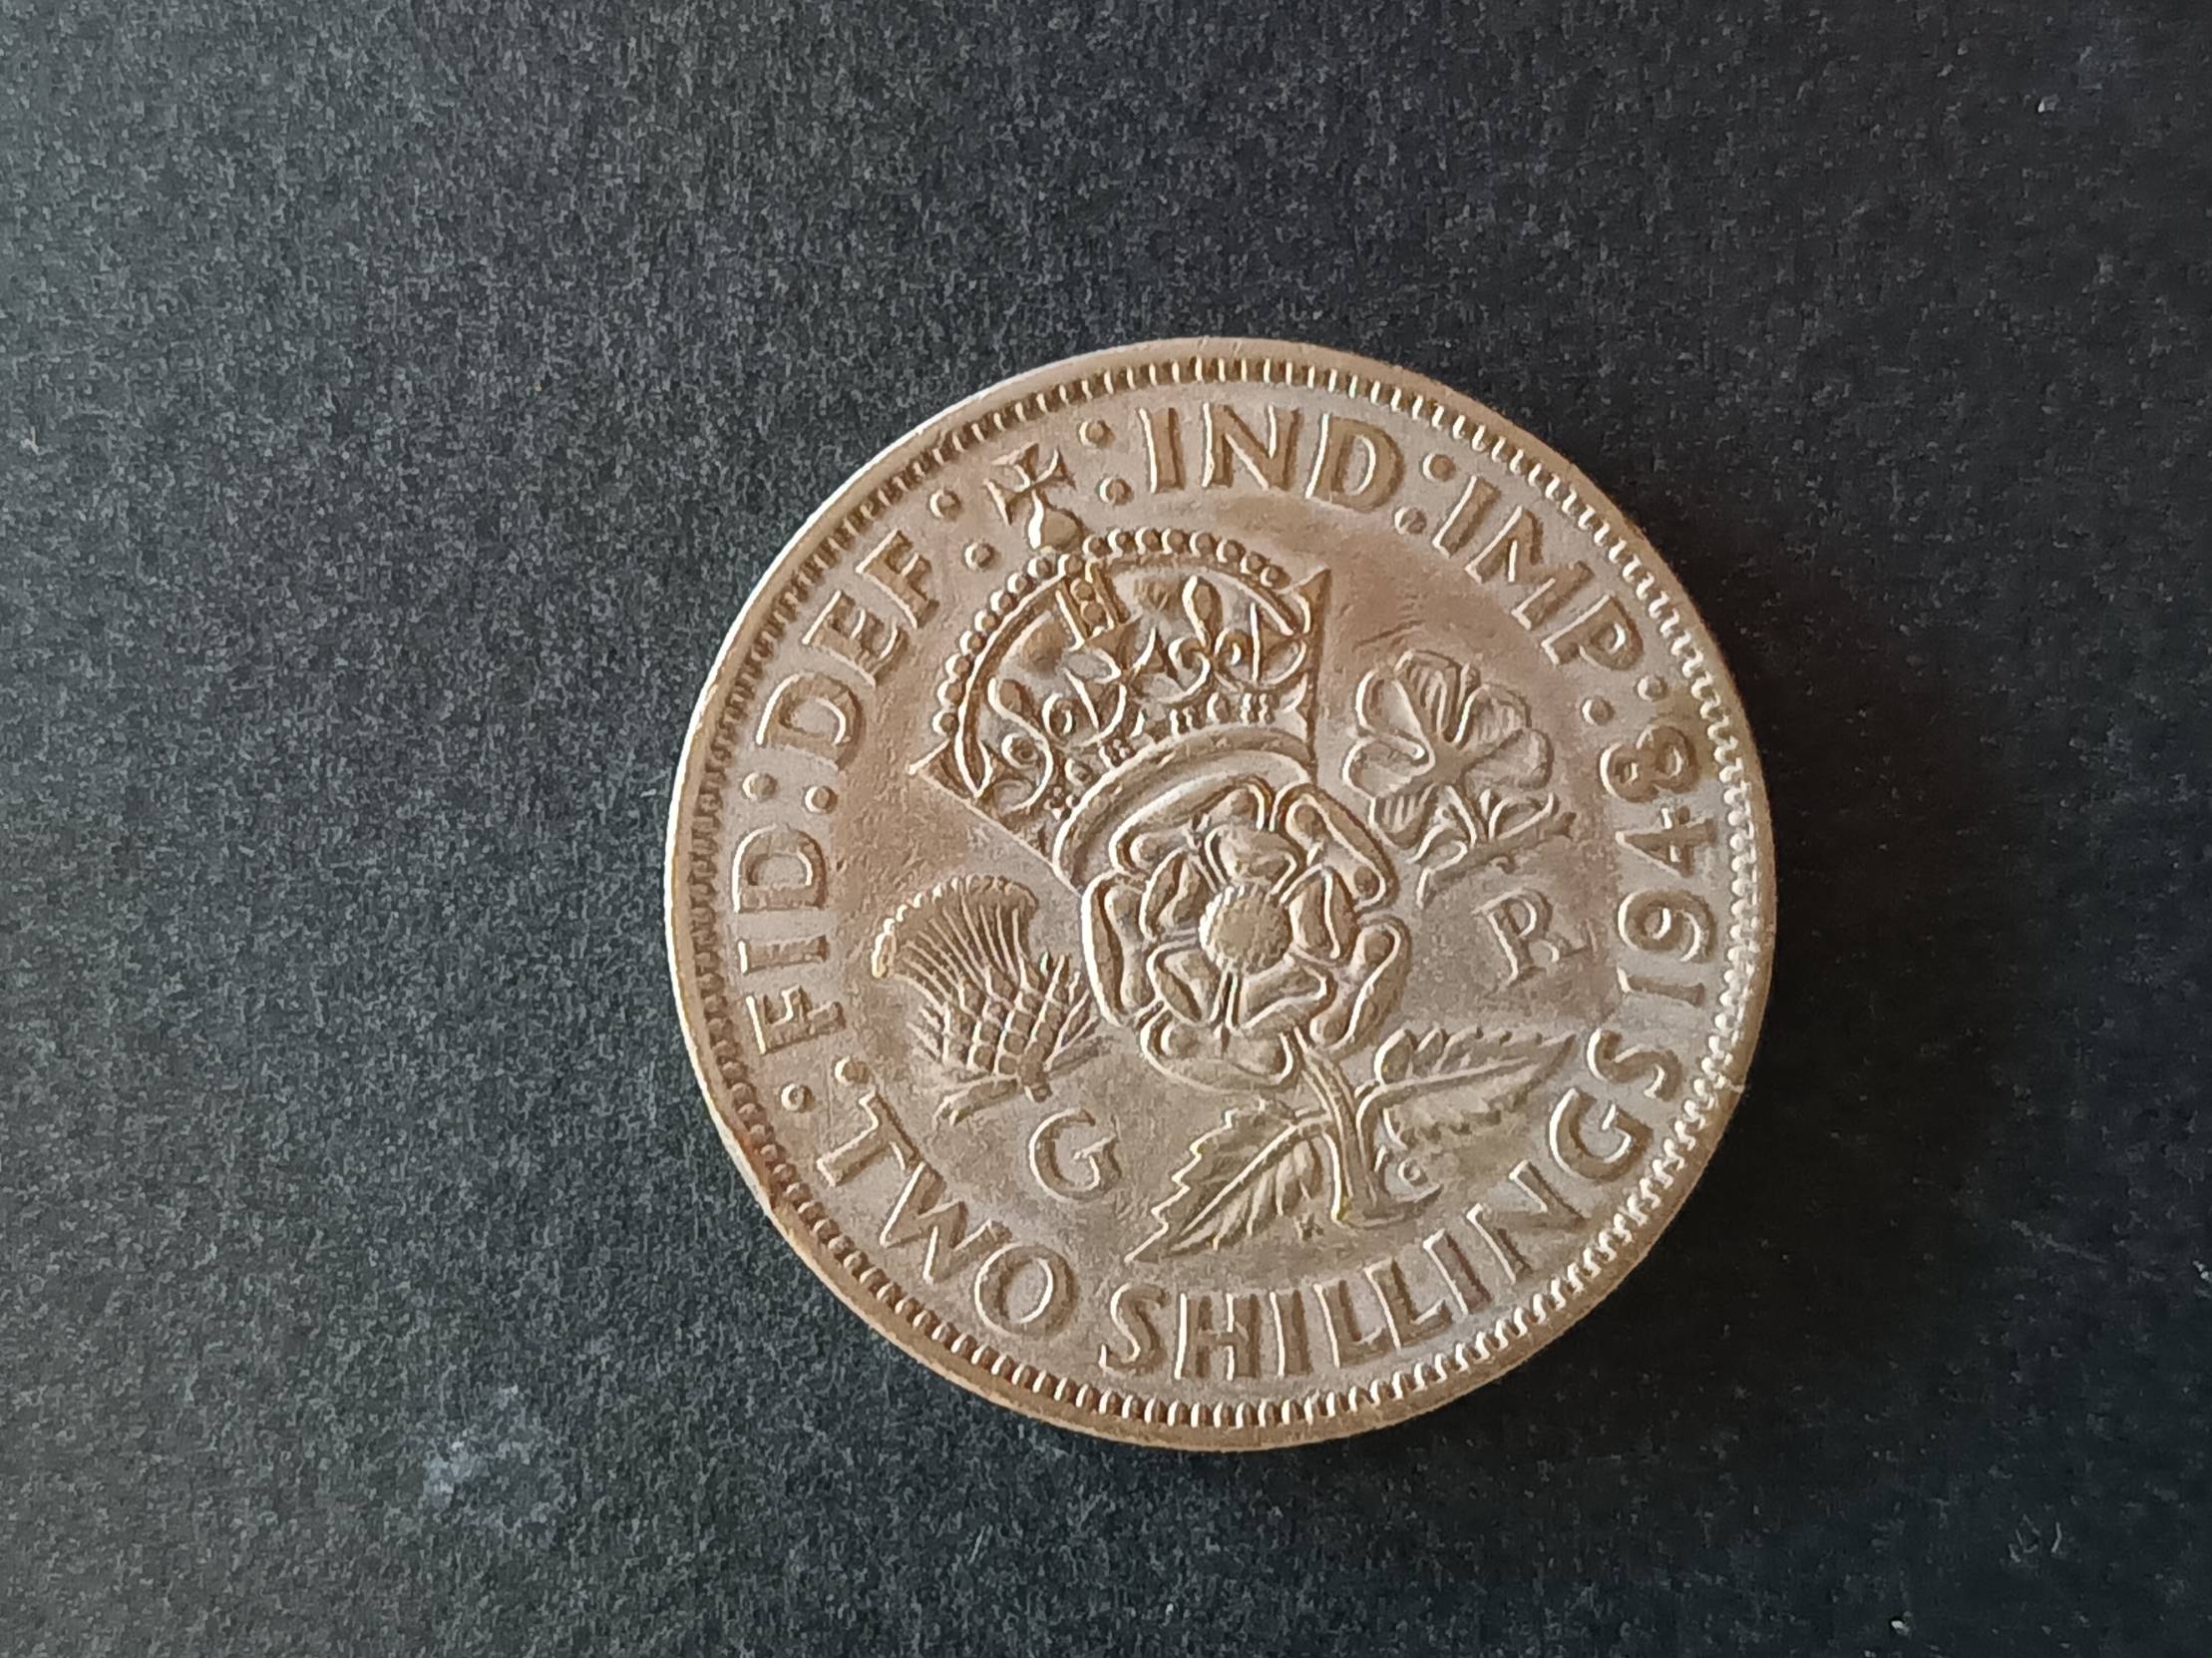 ·:FID:DEF:·:IND:IMP:1948
TWO SHILLINGS
G R